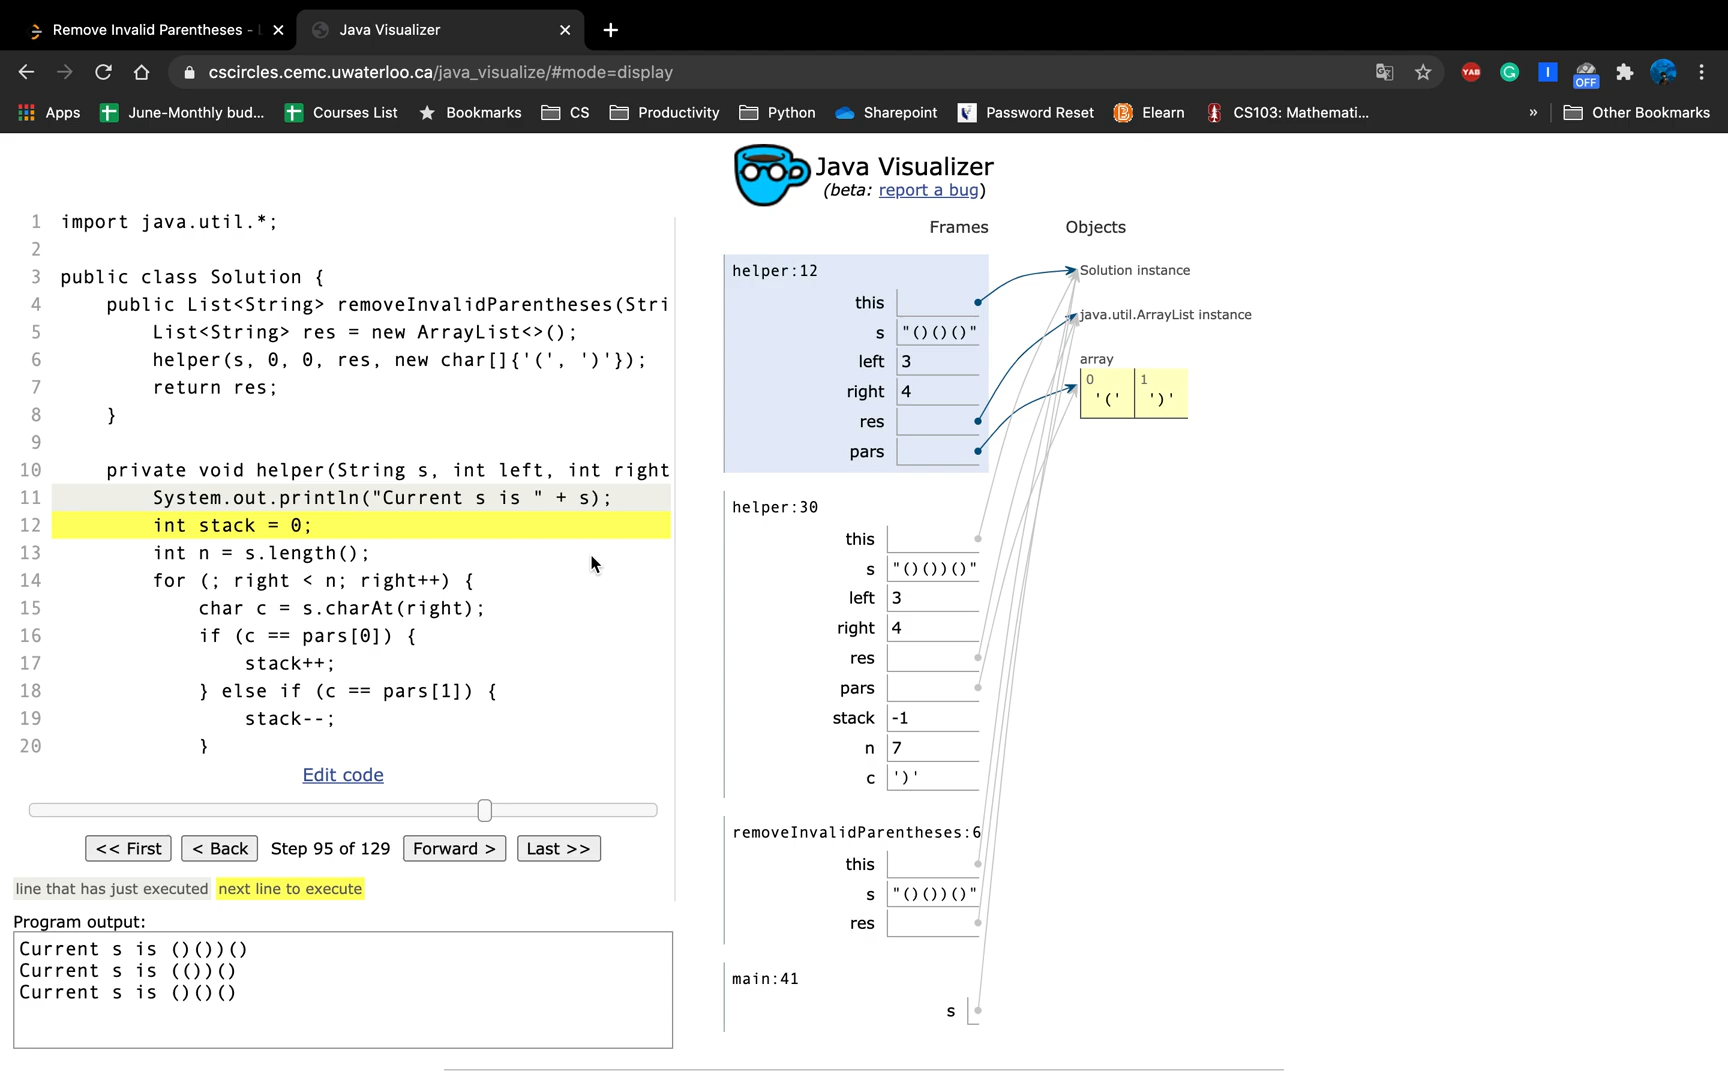 Remove Invalid Parentheses -
Java Visualizer
cscircles.cemc.uwaterloo.ca/java_visualize/#mode=display
YAB
G
I
OFF
Apps
June-Monthly bud...
Courses List
Bookmarks
CS
Productivity
Python
Sharepoint
Password Reset
Elearn
CS103: Mathemati...
»
Other Bookmarks
Java Visualizer
(beta: report a bug)
1 import java.util.*;
2
3 public class Solution {
4     public List<String> removeInvalidParentheses(Stri
5         List<String> res = new ArrayList<>();
6         helper(s, 0, 0, res, new char[]{'(', ')'});
7         return res;
8     }
9
10     private void helper(String s, int left, int right
11         System.out.println("Current s is " + s);
12         int stack = 0;
13         int n = s.length();
14         for (; right < n; right++) {
15             char c = s.charAt(right);
16             if (c == pars[0]) {
17                 stack++;
18             } else if (c == pars[1]) {
19                 stack--;
20             }
Edit code
<< First
< Back
Step 95 of 129
Forward >
Last >>
line that has just executed next line to execute
Program output:
Current s is ()())()
Current s is (())()
Current s is ()()()
Frames
Objects
helper:12
this
s "()()()"
left 3
right 4
res
pars
helper:30
this
s "()())()"
left 3
right 4
res
pars
stack -1
n 7
c ')'
removeInvalidParentheses:6
this
s "()())()"
res
main:41
s
Solution instance
java.util.ArrayList instance
array
0 1
'(' ')'